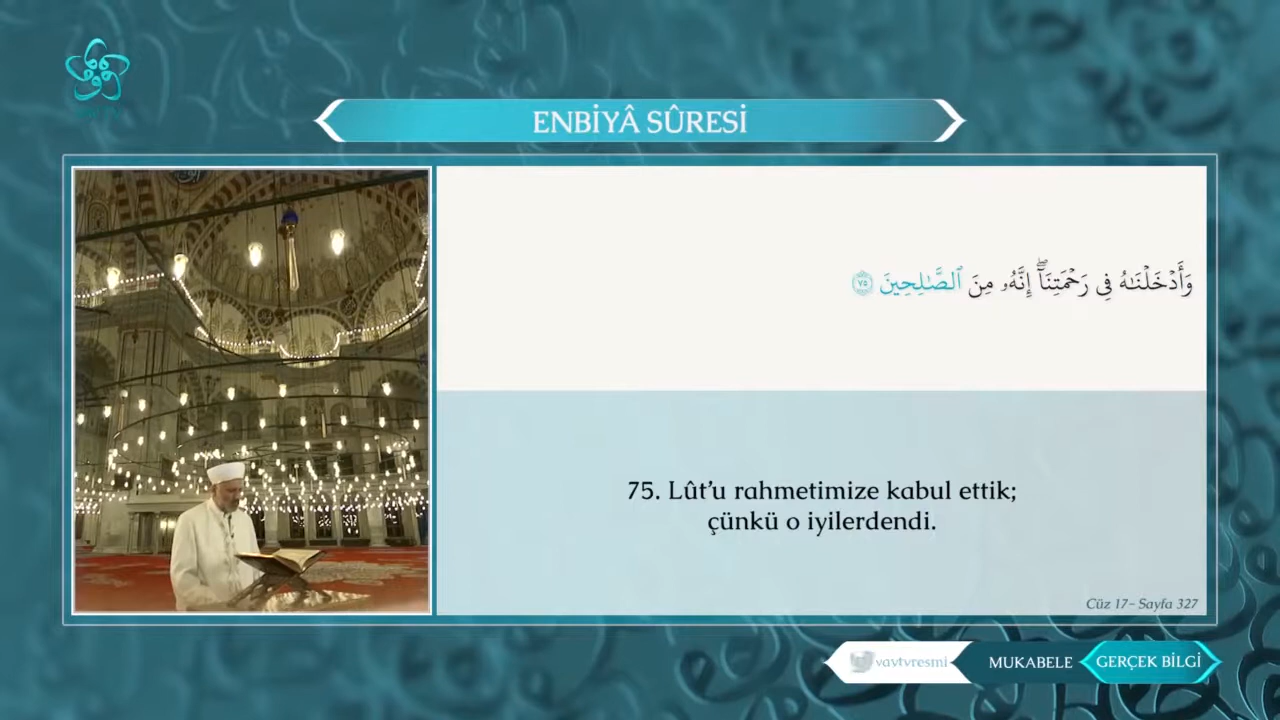 ENBİYÂ SÛRESİ
وَأَدْخَلْنَٰهُ فِى رَحْمَتِنَآۖ إِنَّهُۥ مِنَ ٱلصَّٰلِحِينَ ٧٥
75. Lût’u rahmetimize kabul ettik;
çünkü o iyilerdendi.
Cüz 17- Sayfa 327
vavtvresmi MUKABELE GERÇEK BİLGİ